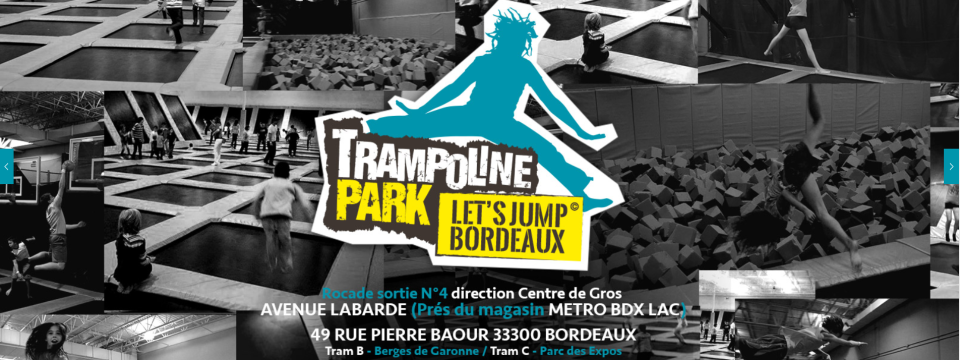 TRAMPOLINE
PARK
LET'S JUMP©
BORDEAUX
Rocade sortie N°4 direction Centre de Gros
AVENUE LABARDE (Prés du magasin METRO BDX LAC)
49 RUE PIERRE BAOUR 33300 BORDEAUX
Tram B - Berges de Garonne / Tram C - Parc des Expos